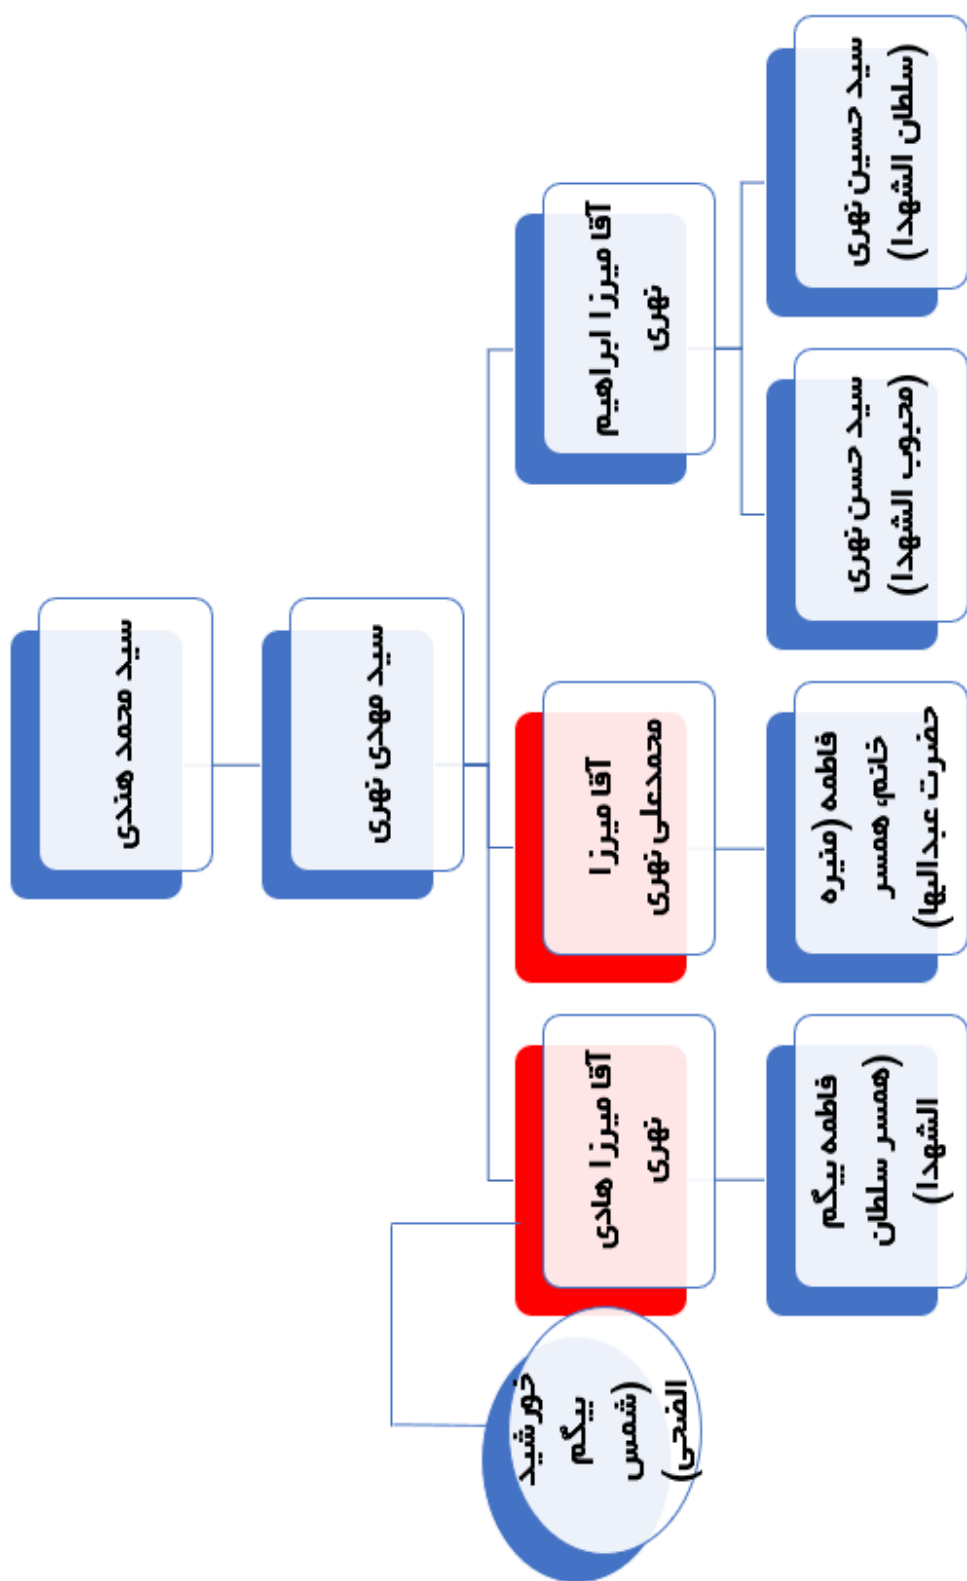 سید محمد هندی
سید مهدی نهری
آقا میرزا ابراهیم
نهری
سید حسین نهری
(سلطان الشهدا)
سید حسن نهری
(محبوب الشهدا)
آقا میرزا
محمدعلی نهری
فاطمه (منیره
خانم، همسر
حضرت عبدالبها)
آقا میرزا هادی
نهری
فاطمه بیگم
(همسر سلطان
الشهدا)
خورشید
بیگم
(شمس
الضحی)